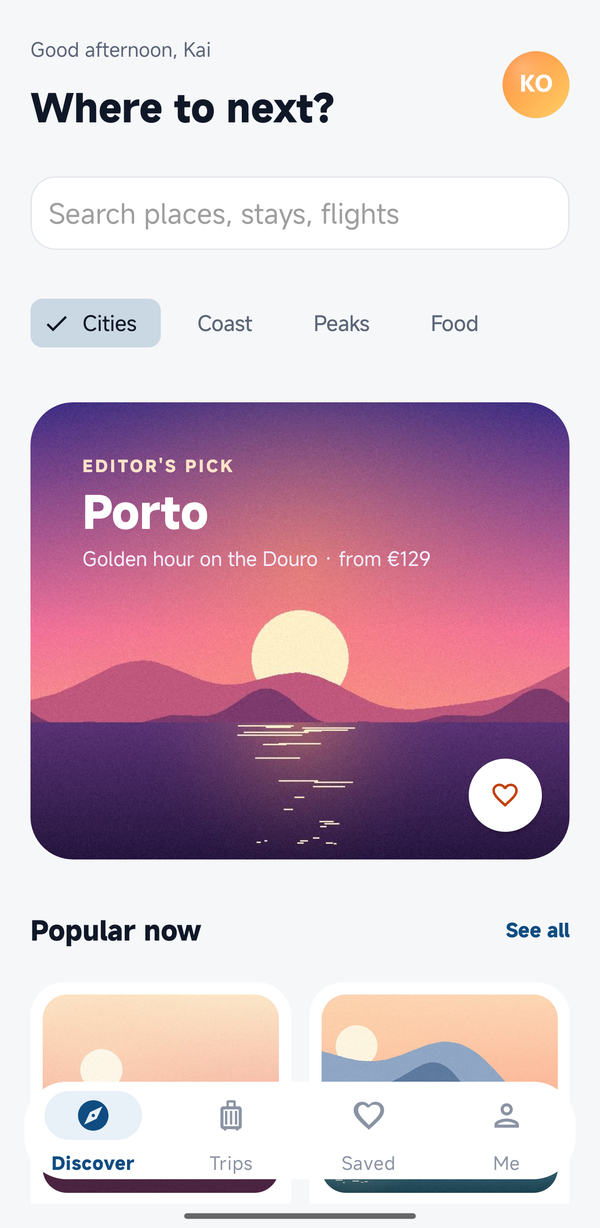 Good afternoon, Kai
Where to next?
KO
Search places, stays, flights
Cities
Coast
Peaks
Food
EDITOR'S PICK
Porto
Golden hour on the Douro · from €129
Popular now
See all
Discover
Trips
Saved
Me